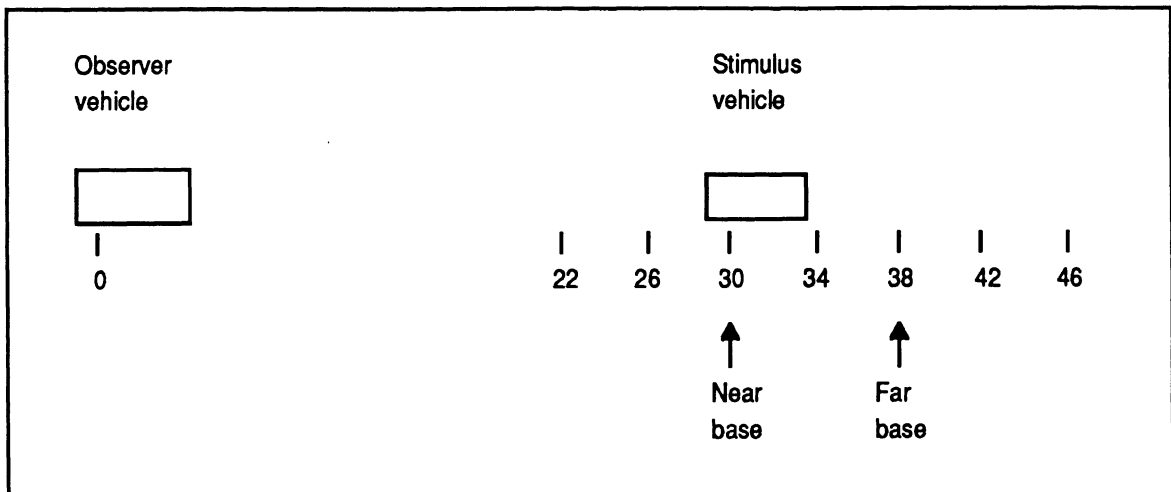 Observer
vehicle
Stimulus
vehicle
0
22 26 30 34 38 42 46
Near
base
Far
base